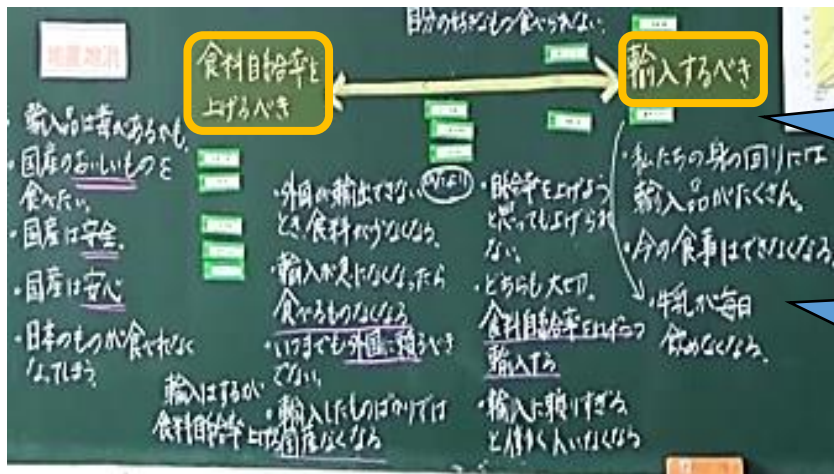 地産地消
食料自給率を
上げるべき
自分の好きなもの食べられない。
輸入するべき
・輸入品は毒があるかも。
・国産のおいしいものを
食べたい。
・国産は安全。
・国産は安心
・日本のものが食べれなく
なってしまう。
輸入はするが
食料自給率上げる
・外国が輸出できない
とき、食料が少なくなる。
・輸入が急になくなったら
食べるものなくなる
・いつまでも外国に頼るべき
でない。
・輸入したものばかりでは
国産なくなる
・自給率を上げよう
と思ってもあげられ
ない。
・どちらも大切。
食料自給率を上げつつ
輸入する
・輸入に頼りすぎる
と働く人いなくなる
・私たちの身の回りには
輸入品がたくさん。
・今の食事はできなくなる。
・牛乳が毎日
飲めなくなる。